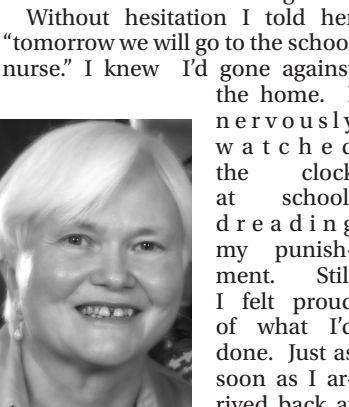 Without hesitation I told her
“tomorrow we will go to the school
nurse.” I knew I’d gone against
the home. I
nervously
watched
the clock
at school
dreading
my punish-
ment. Still
I felt proud
of what I’d
done. Just as
soon as I ar-
rived back at